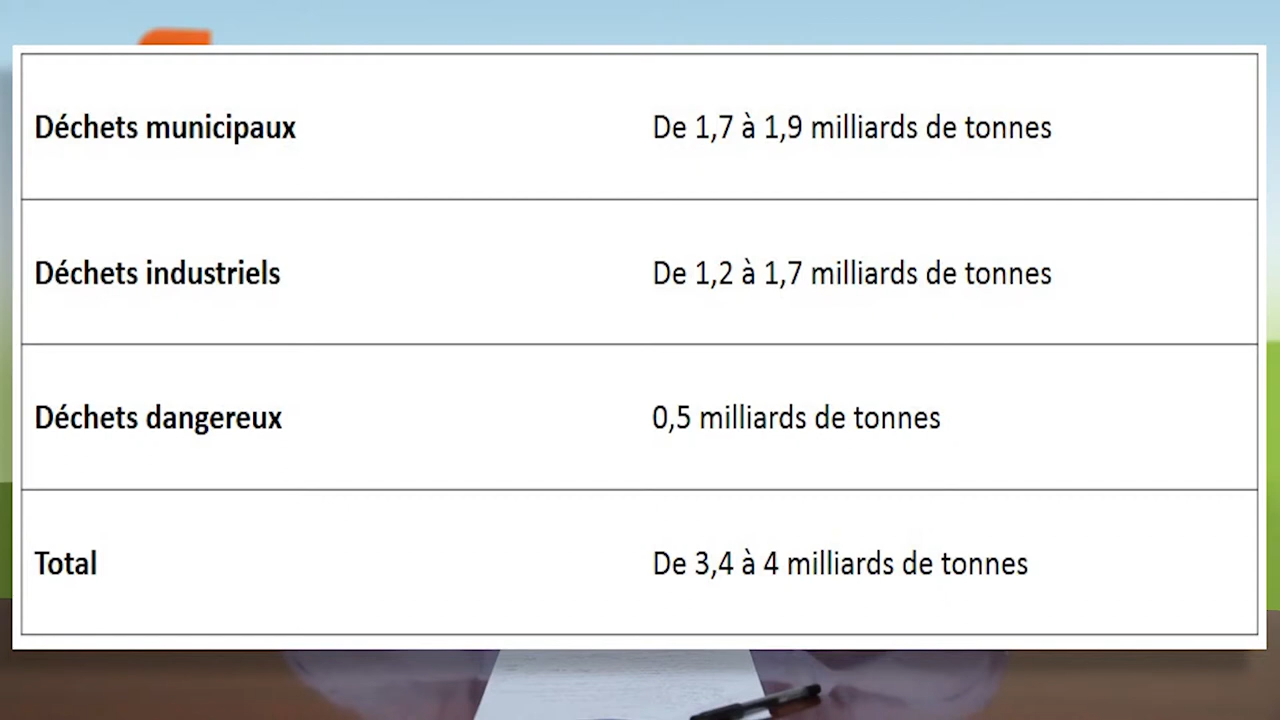 Déchets municipaux De 1,7 à 1,9 milliards de tonnes
Déchets industriels De 1,2 à 1,7 milliards de tonnes
Déchets dangereux 0,5 milliards de tonnes
Total De 3,4 à 4 milliards de tonnes